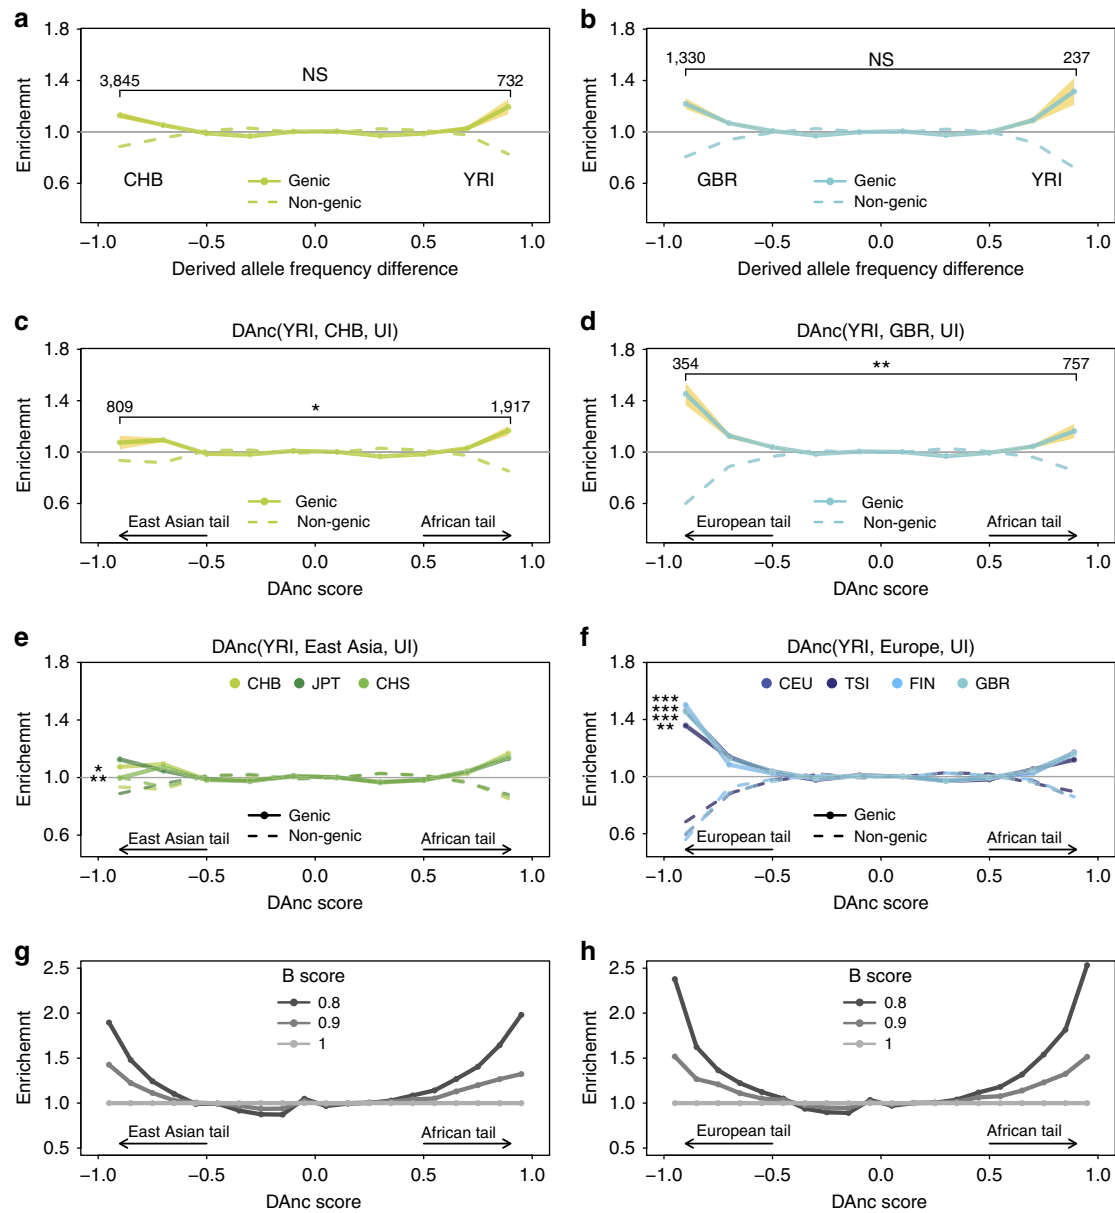 a
1.8
1.4
1.0
0.6
Enrichemnt
3,845
NS
732
CHB
YRI
Genic
Non-genic
−1.0 −0.5 0.0 0.5 1.0
Derived allele frequency difference
b
1.8
1.4
1.0
0.6
Enrichemnt
1,330
NS
237
GBR
YRI
Genic
Non-genic
−1.0 −0.5 0.0 0.5 1.0
Derived allele frequency difference
c
DAnc(YRI, CHB, UI)
1.8
1.4
1.0
0.6
Enrichemnt
809
*
1,917
Genic
Non-genic
East Asian tail
African tail
−1.0 −0.5 0.0 0.5 1.0
DAnc score
d
DAnc(YRI, GBR, UI)
1.8
1.4
1.0
0.6
Enrichemnt
354
**
757
Genic
Non-genic
European tail
African tail
−1.0 −0.5 0.0 0.5 1.0
DAnc score
e
DAnc(YRI, East Asia, UI)
1.8
1.4
1.0
0.6
Enrichemnt
CHB JPT CHS
*
**
Genic
Non-genic
East Asian tail
African tail
−1.0 −0.5 0.0 0.5 1.0
DAnc score
f
DAnc(YRI, Europe, UI)
1.8
1.4
1.0
0.6
Enrichemnt
CEU TSI FIN GBR
***
***
***
**
Genic
Non-genic
European tail
African tail
−1.0 −0.5 0.0 0.5 1.0
DAnc score
g
2.5
2.0
1.5
1.0
0.5
Enrichemnt
B score
0.8
0.9
1
East Asian tail
African tail
−1.0 −0.5 0.0 0.5 1.0
DAnc score
h
2.5
2.0
1.5
1.0
0.5
Enrichemnt
B score
0.8
0.9
1
European tail
African tail
−1.0 −0.5 0.0 0.5 1.0
DAnc score